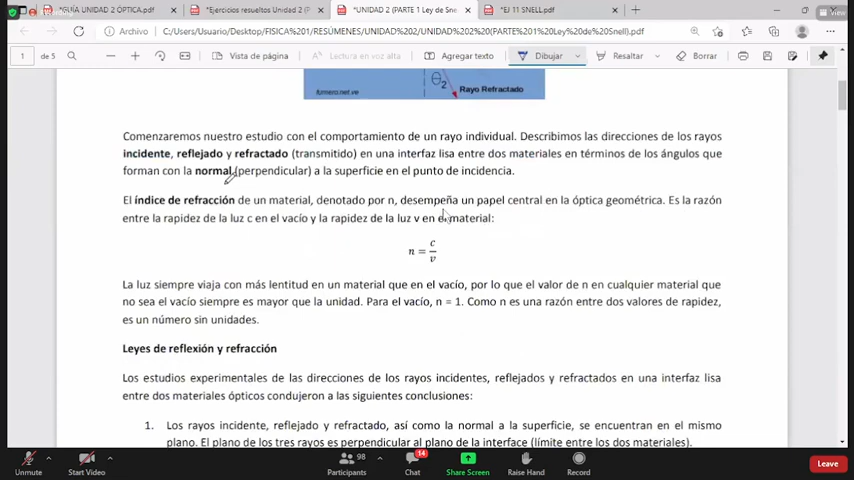 *GUÍA UNIDAD 2 ÓPTICA.pdf
*Ejercicios resueltos Unidad 2 (P
*UNIDAD 2 (PARTE 1 Ley de Sne
*El 11 SNELL.pdf
View
Archivo
C:/Users/Usuario/Desktop/FISICA%201/RESÚMENES/UNIDAD%202/UNIDAD%202%20(PARTE%201%20Ley%20de%20Snell).pdf
1 de 5
Vista de página
Lectura en voz alta
Agregar texto
Dibujar
Resaltar
Borrar
θ2
fornero.net.ve
Rayo Refractado
Comenzaremos nuestro estudio con el comportamiento de un rayo individual. Describimos las direcciones de los rayos
incidente, reflejado y refractado (transmitido) en una interfaz lisa entre dos materiales en términos de los ángulos que
forman con la normal (perpendicular) a la superficie en el punto de incidencia.
El índice de refracción de un material, denotado por n, desempeña un papel central en la óptica geométrica. Es la razón
entre la rapidez de la luz c en el vacío y la rapidez de la luz v en el material:
n = c/v
La luz siempre viaja con más lentitud en un material que en el vacío, por lo que el valor de n en cualquier material que
no sea el vacío siempre es mayor que la unidad. Para el vacío, n = 1. Como n es una razón entre dos valores de rapidez,
es un número sin unidades.
Leyes de reflexión y refracción
Los estudios experimentales de las direcciones de los rayos incidentes, reflejados y refractados en una interfaz lisa
entre dos materiales ópticos condujeron a las siguientes conclusiones:
1. Los rayos incidente, reflejado y refractado, así como la normal a la superficie, se encuentran en el mismo
plano. El plano de los tres rayos es perpendicular al plano de la interface (límite entre los dos materiales).
Unmute
Start Video
98
Participants
14
Chat
Share Screen
Raise Hand
Record
Leave